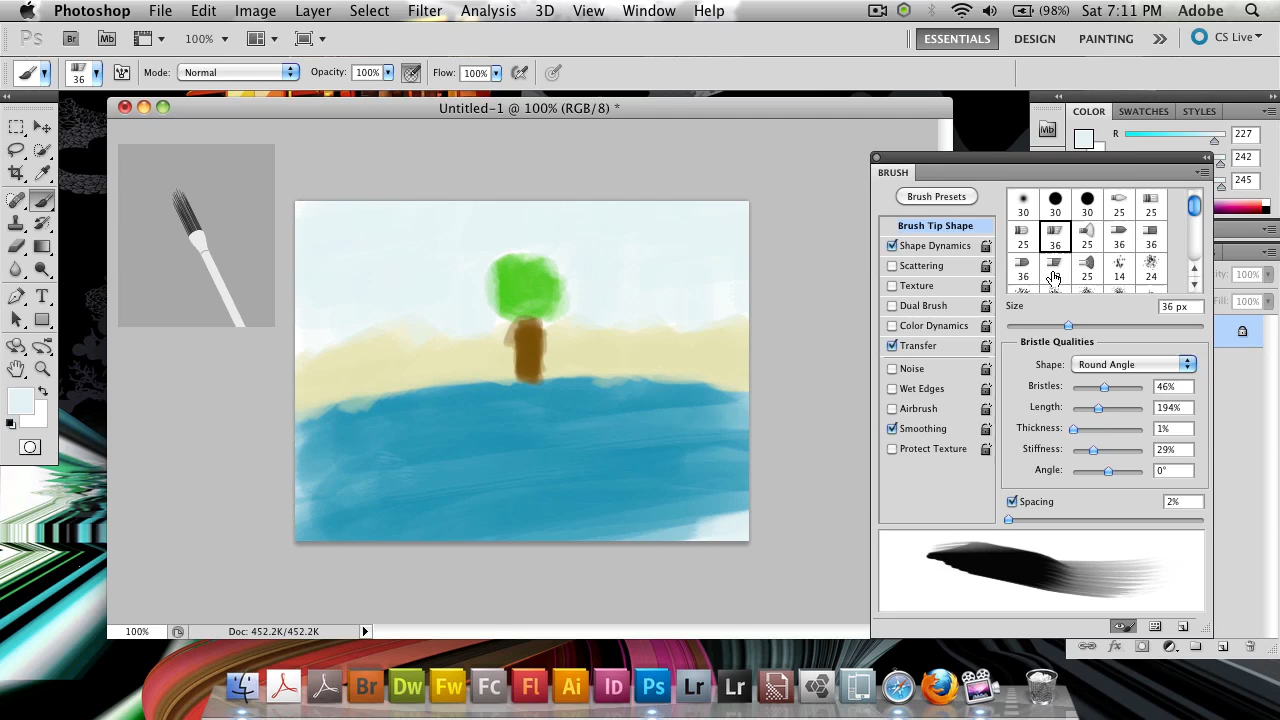 Photoshop File Edit Image Layer Select Filter Analysis 3D View Window Help (98%) Sat 7:11 PM Adobe
Ps Br Mb 100% ESSENTIALS DESIGN PAINTING CS Live
36 Mode: Normal Opacity: 100% Flow: 100%
Untitled-1 @ 100% (RGB/8) *
Mb
COLOR SWATCHES STYLES
R 227
242
245
BRUSH
Brush Presets
Brush Tip Shape
Shape Dynamics
Scattering
Texture
Dual Brush
Color Dynamics
Transfer
Noise
Wet Edges
Airbrush
Smoothing
Protect Texture
30 30 30 25 25
25 36 25 36 36
36 25 14 24
Size 36 px
Bristle Qualities
Shape: Round Angle
Bristles: 46%
Length: 194%
Thickness: 1%
Stiffness: 29%
Angle: 0°
Spacing 2%
100%
100%
T
100% Doc: 452.2K/452.2K
fx
Br Dw Fw Fc Fl Ai Id Ps Lr Lr